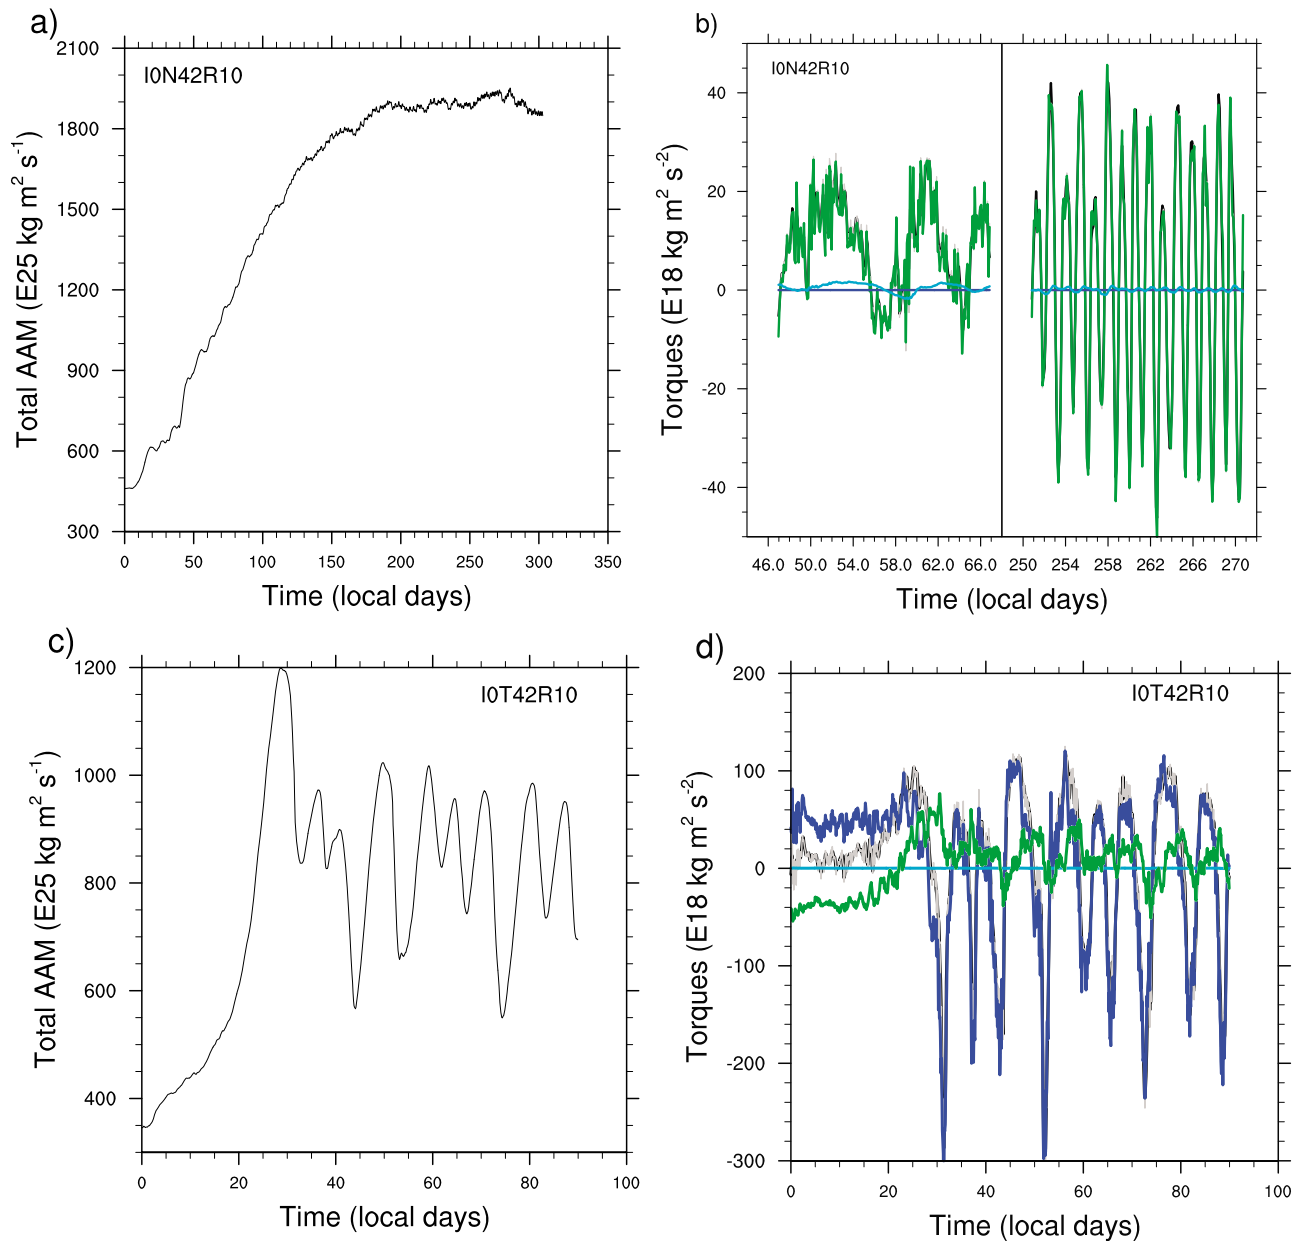 a)
I0N42R10
Total AAM (E25 kg m² s⁻¹)
2100
1800
1500
1200
900
600
300
0 50 100 150 200 250 300 350
Time (local days)
b)
I0N42R10
Torques (E18 kg m² s⁻²)
40
20
0
-20
-40
46.0 50.0 54.0 58.0 62.0 66.0 250 254 258 262 266 270
Time (local days)
c)
I0T42R10
Total AAM (E25 kg m² s⁻¹)
1200
1000
800
600
400
0 20 40 60 80 100
Time (local days)
d)
I0T42R10
Torques (E18 kg m² s⁻²)
200
100
0
-100
-200
-300
0 20 40 60 80 100
Time (local days)